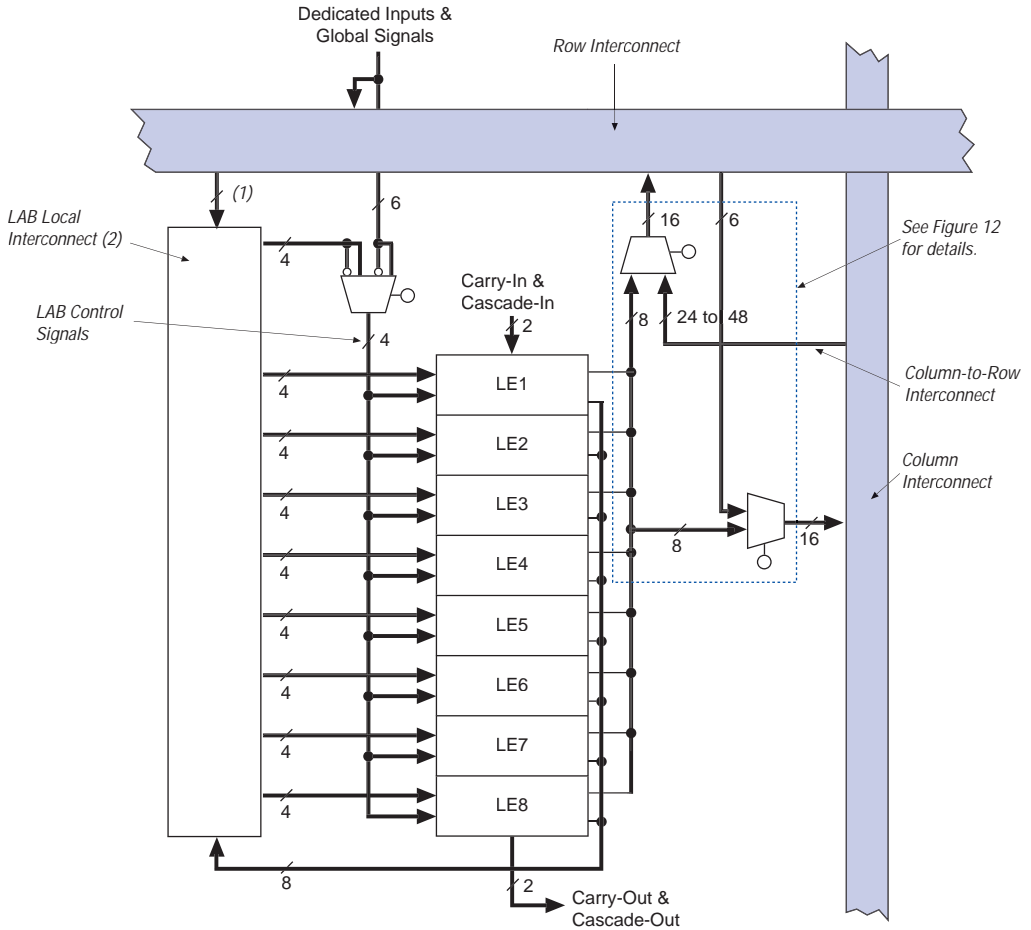 Dedicated Inputs &
Global Signals
Row Interconnect
(1)
6
16
6
LAB Local
Interconnect (2)
4
See Figure 12
for details.
Carry-In &
Cascade-In
2
LAB Control
Signals
4
8
24 to 48
4
LE1
Column-to-Row
Interconnect
4
LE2
Column
Interconnect
4
LE3
8
16
4
LE4
4
LE5
4
LE6
4
LE7
4
LE8
8
2
Carry-Out &
Cascade-Out